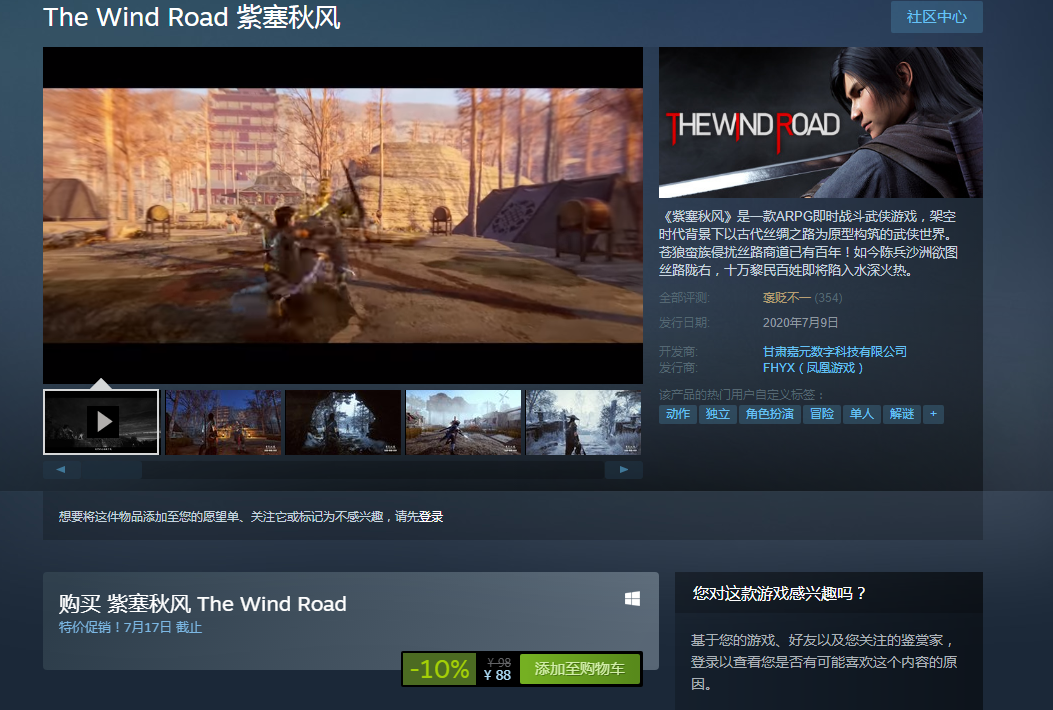 The Wind Road 紫塞秋风
社区中心
THE WIND ROAD
《紫塞秋风》是一款ARPG即时战斗武侠游戏，架空
时代背景下以古代丝绸之路为原型构筑的武侠世界。
苍狼蛮族侵扰丝路商道已有百年！如今陈兵沙洲欲图
丝路陇右，十万黎民百姓即将陷入水深火热。
全部评测: 褒贬不一 (354)
发行日期: 2020年7月9日
开发商: 甘肃嘉元数字科技有限公司
发行商: FHYX（凤凰游戏）
该产品的热门用户自定义标签：
动作 独立 角色扮演 冒险 单人 解谜 +
想要将这件物品添加至您的愿望单、关注它或标记为不感兴趣，请先登录
购买 紫塞秋风 The Wind Road
特价促销！7月17日 截止
-10% ¥ 98 ¥ 88 添加至购物车
您对这款游戏感兴趣吗？
基于您的游戏、好友以及您关注的鉴赏家，
登录以查看您是否有可能喜欢这个内容的原
因。